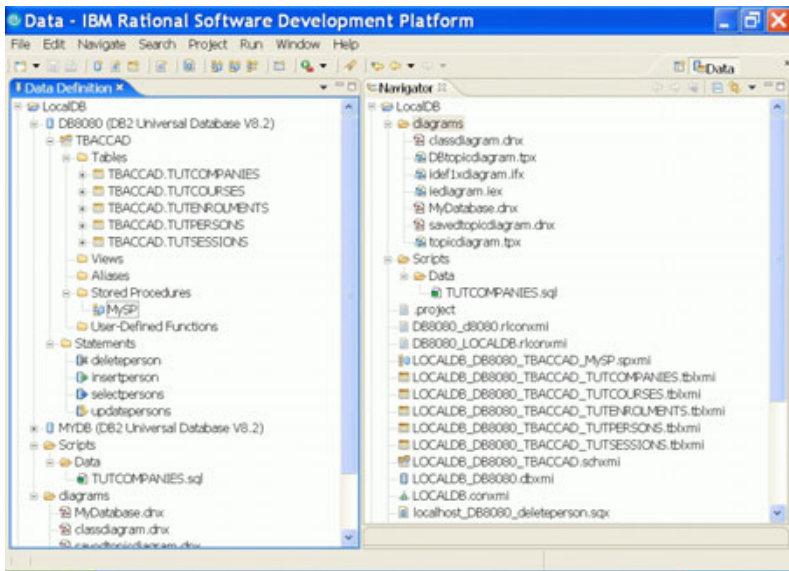 Data - IBM Rational Software Development Platform
File Edit Navigate Search Project Run Window Help
Data
Data Definition
LocalDB
DB8080 (DB2 Universal Database V8.2)
TBACCAD
Tables
TBACCAD.TUTCOMPANIES
TBACCAD.TUTCOURSES
TBACCAD.TUTENROLMENTS
TBACCAD.TUTPERSONS
TBACCAD.TUTSESSIONS
Views
Aliases
Stored Procedures
MySP
User-Defined Functions
Statements
deleteperson
insertperson
selectpersons
updatepersons
MYDB (DB2 Universal Database V8.2)
Scripts
Data
TUTCOMPANIES.sql
diagrams
MyDatabase.dnx
classdiagram.dnx
savedtopicdiagram.dnx
Navigator
LocalDB
diagrams
classdiagram.dnx
DBtopicdiagram.tpx
idef1xdiagram.ifx
iediagram.iex
MyDatabase.dnx
savedtopicdiagram.dnx
topicdiagram.tpx
Scripts
Data
TUTCOMPANIES.sql
.project
DB8080_d8080.rlconxmi
DB8080_LOCALDB.rlconxmi
LOCALDB_DB8080_TBACCAD_MySP.spxmi
LOCALDB_DB8080_TBACCAD_TUTCOMPANIES.tblxmi
LOCALDB_DB8080_TBACCAD_TUTCOURSES.tblxmi
LOCALDB_DB8080_TBACCAD_TUTENROLMENTS.tblxmi
LOCALDB_DB8080_TBACCAD_TUTPERSONS.tblxmi
LOCALDB_DB8080_TBACCAD_TUTSESSIONS.tblxmi
LOCALDB_DB8080_TBACCAD.schxmi
LOCALDB_DB8080.dbxmi
LOCALDB.conxmi
localhost_DB8080_deleteperson.sqx